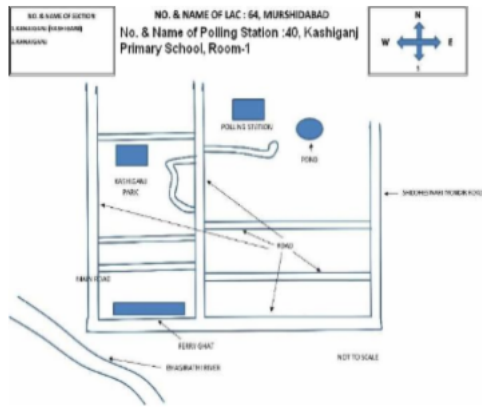 NO. & NAME OF SECTION
NO. & NAME OF LAC : 64, MURSHIDABAD
No. & Name of Polling Station :40, Kashiganj
Primary School, Room-1
N
W
E
POLLING STATION
POND
KASHIGANJ
PARK
ROAD
MAIN ROAD
FERRI GHAT
BHAGIRATHI RIVER
NOT TO SCALE